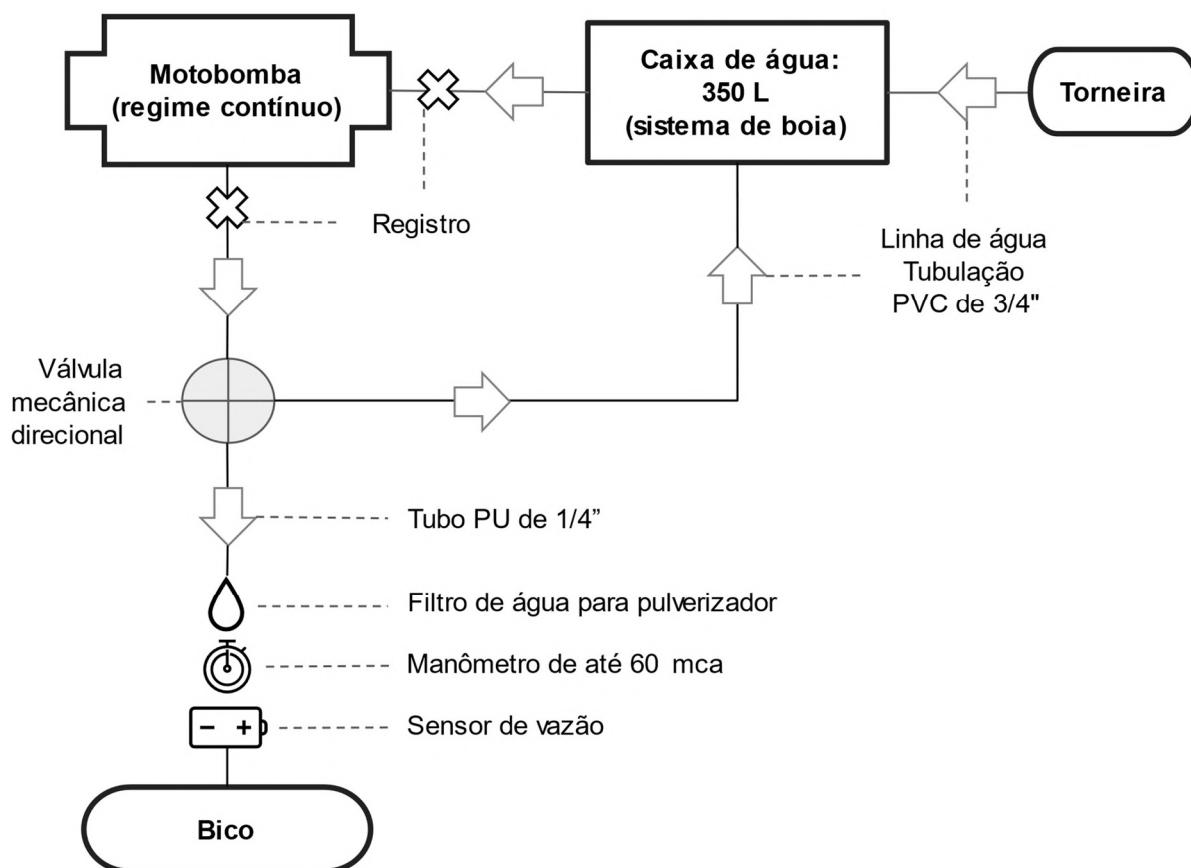 Motobomba
(regime contínuo)
Caixa de água:
350 L
(sistema de boia)
Torneira
Registro
Linha de água
Tubulação
PVC de 3/4"
Válvula
mecânica
direcional
Tubo PU de 1/4”
Filtro de água para pulverizador
Manômetro de até 60 mca
− +
Sensor de vazão
Bico